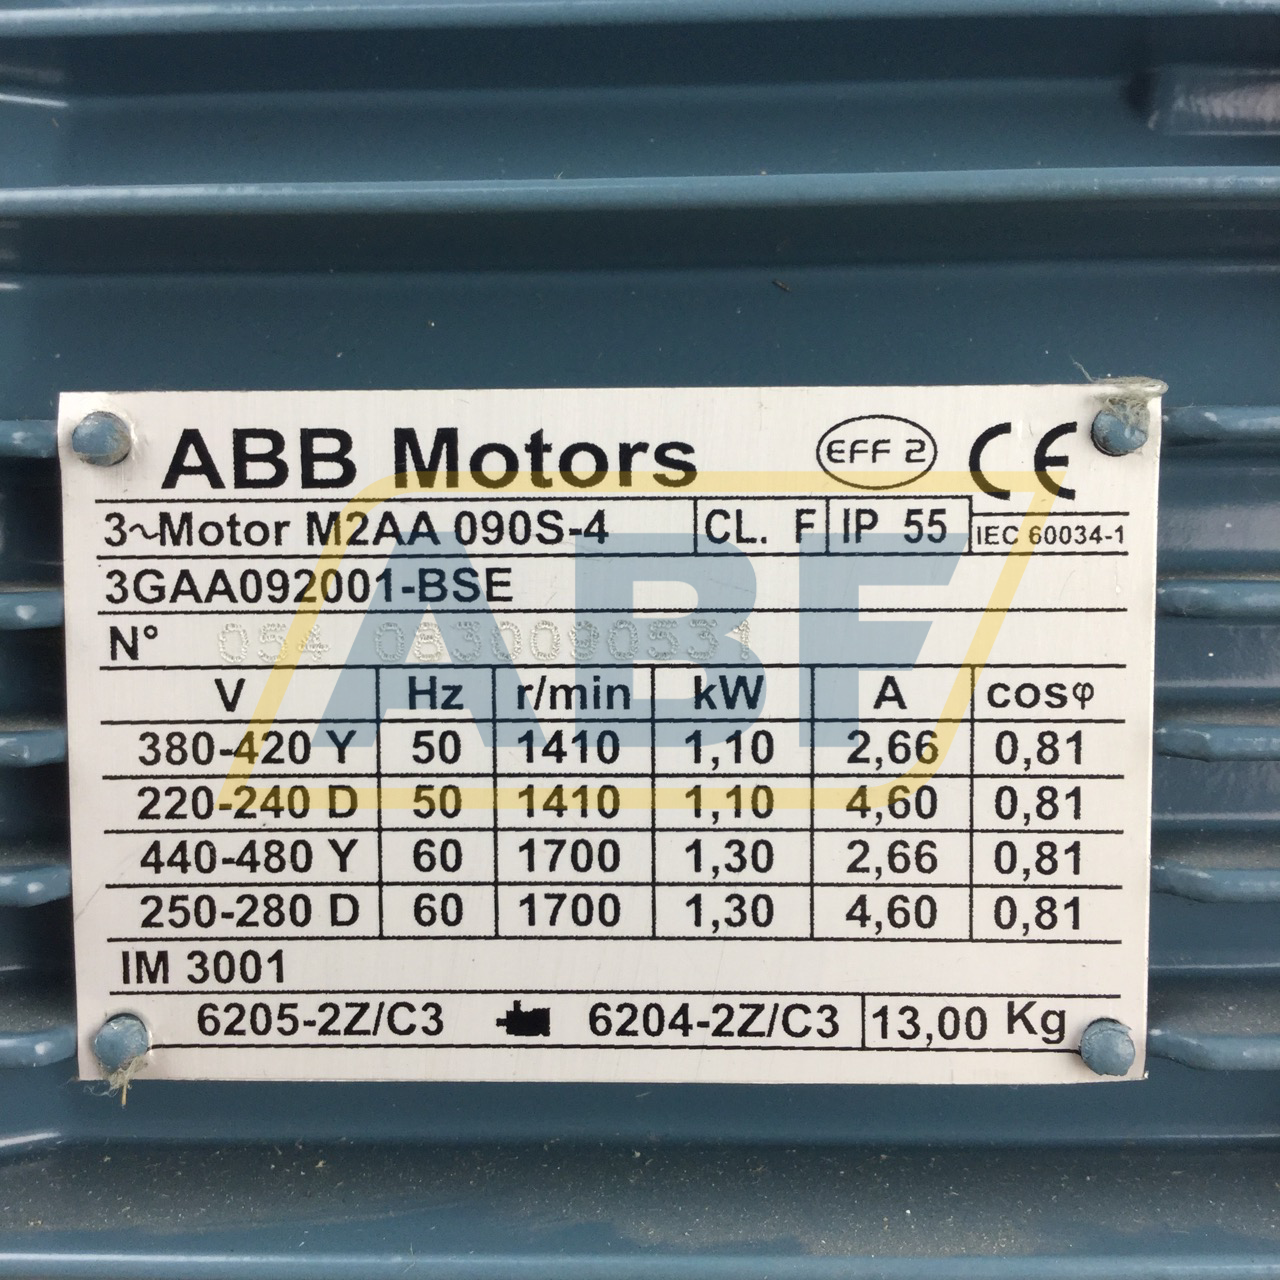 ABB Motors EFF 2 CE
3~Motor M2AA 090S-4 CL. F IP 55 IEC 60034-1
3GAA092001-BSE
N° 054
V Hz r/min kW A cosφ
380-420 Y 50 1410 1,10 2,66 0,81
220-240 D 50 1410 1,10 4,60 0,81
440-480 Y 60 1700 1,30 2,66 0,81
250-280 D 60 1700 1,30 4,60 0,81
IM 3001
6205-2Z/C3 6204-2Z/C3 13,00 Kg
ABF